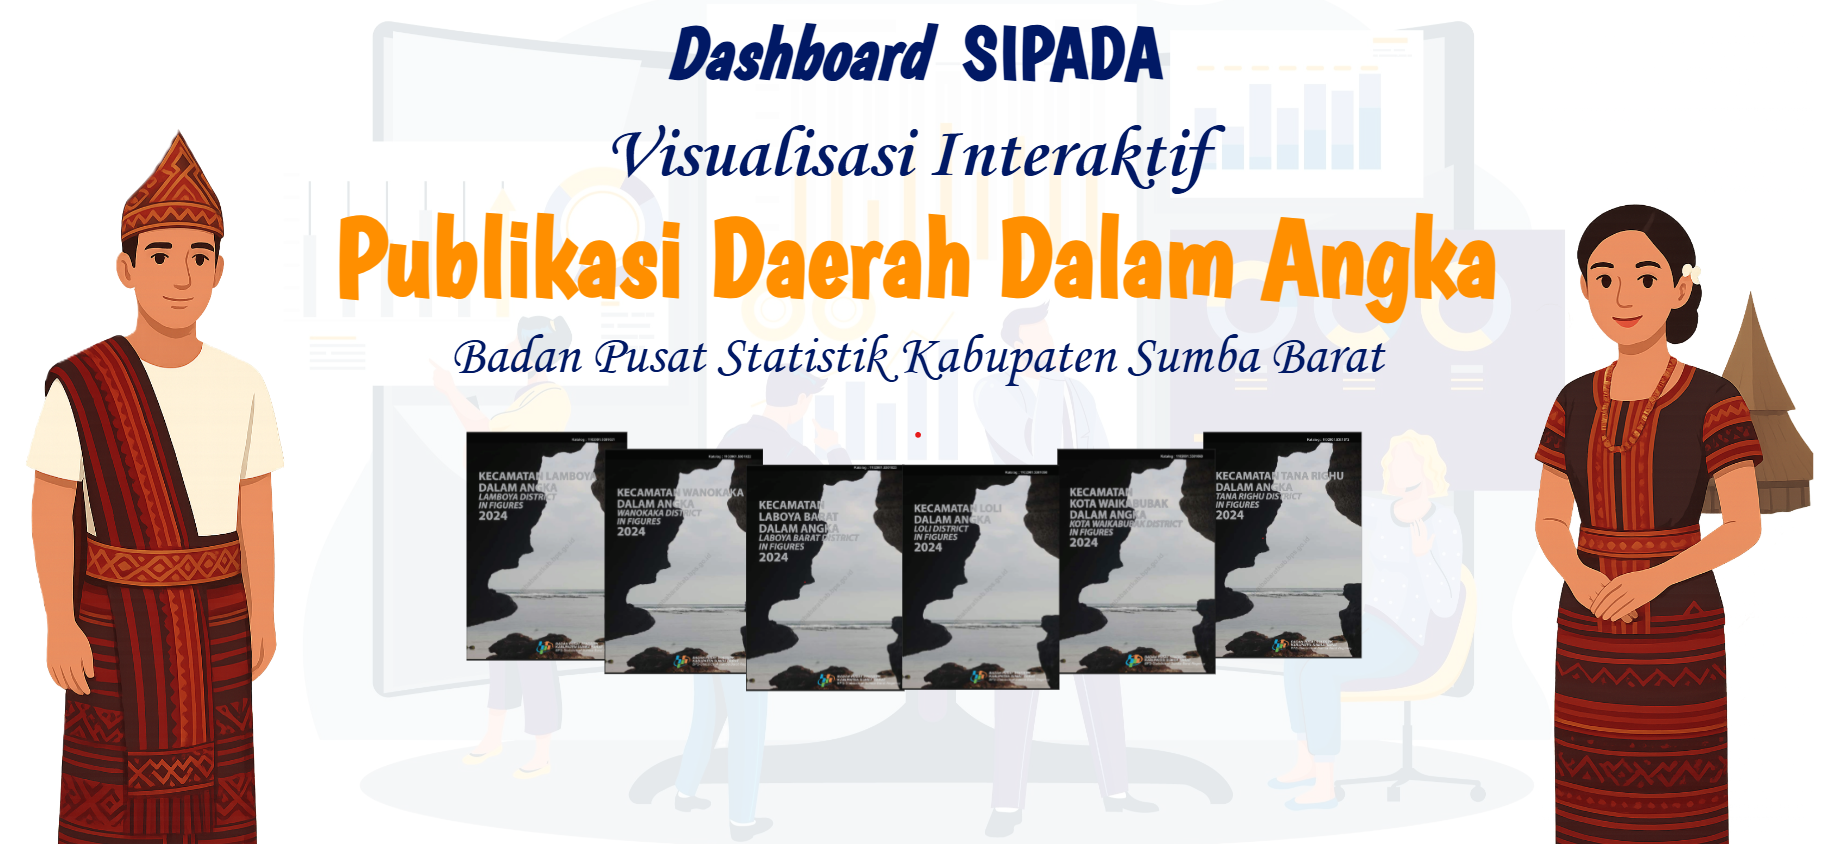 Dashboard SIPADA
Visualisasi Interaktif
Publikasi Daerah Dalam Angka
Badan Pusat Statistik Kabupaten Sumba Barat
KECAMATAN LAMBOYA
DALAM ANGKA
LAMBOYA DISTRICT
IN FIGURES
2024
KECAMATAN WANOKAKA
DALAM ANGKA
WANOKAKA DISTRICT
IN FIGURES
2024
KECAMATAN
LABOYA BARAT
DALAM ANGKA
LABOYA BARAT DISTRICT
IN FIGURES
2024
KECAMATAN LOLI
DALAM ANGKA
LOLI DISTRICT
IN FIGURES
2024
KECAMATAN
KOTA WAIKABUBAK
DALAM ANGKA
KOTA WAIKABUBAK DISTRICT
IN FIGURES
2024
KECAMATAN TANA RIGHU
DALAM ANGKA
TANA RIGHU DISTRICT
IN FIGURES
2024